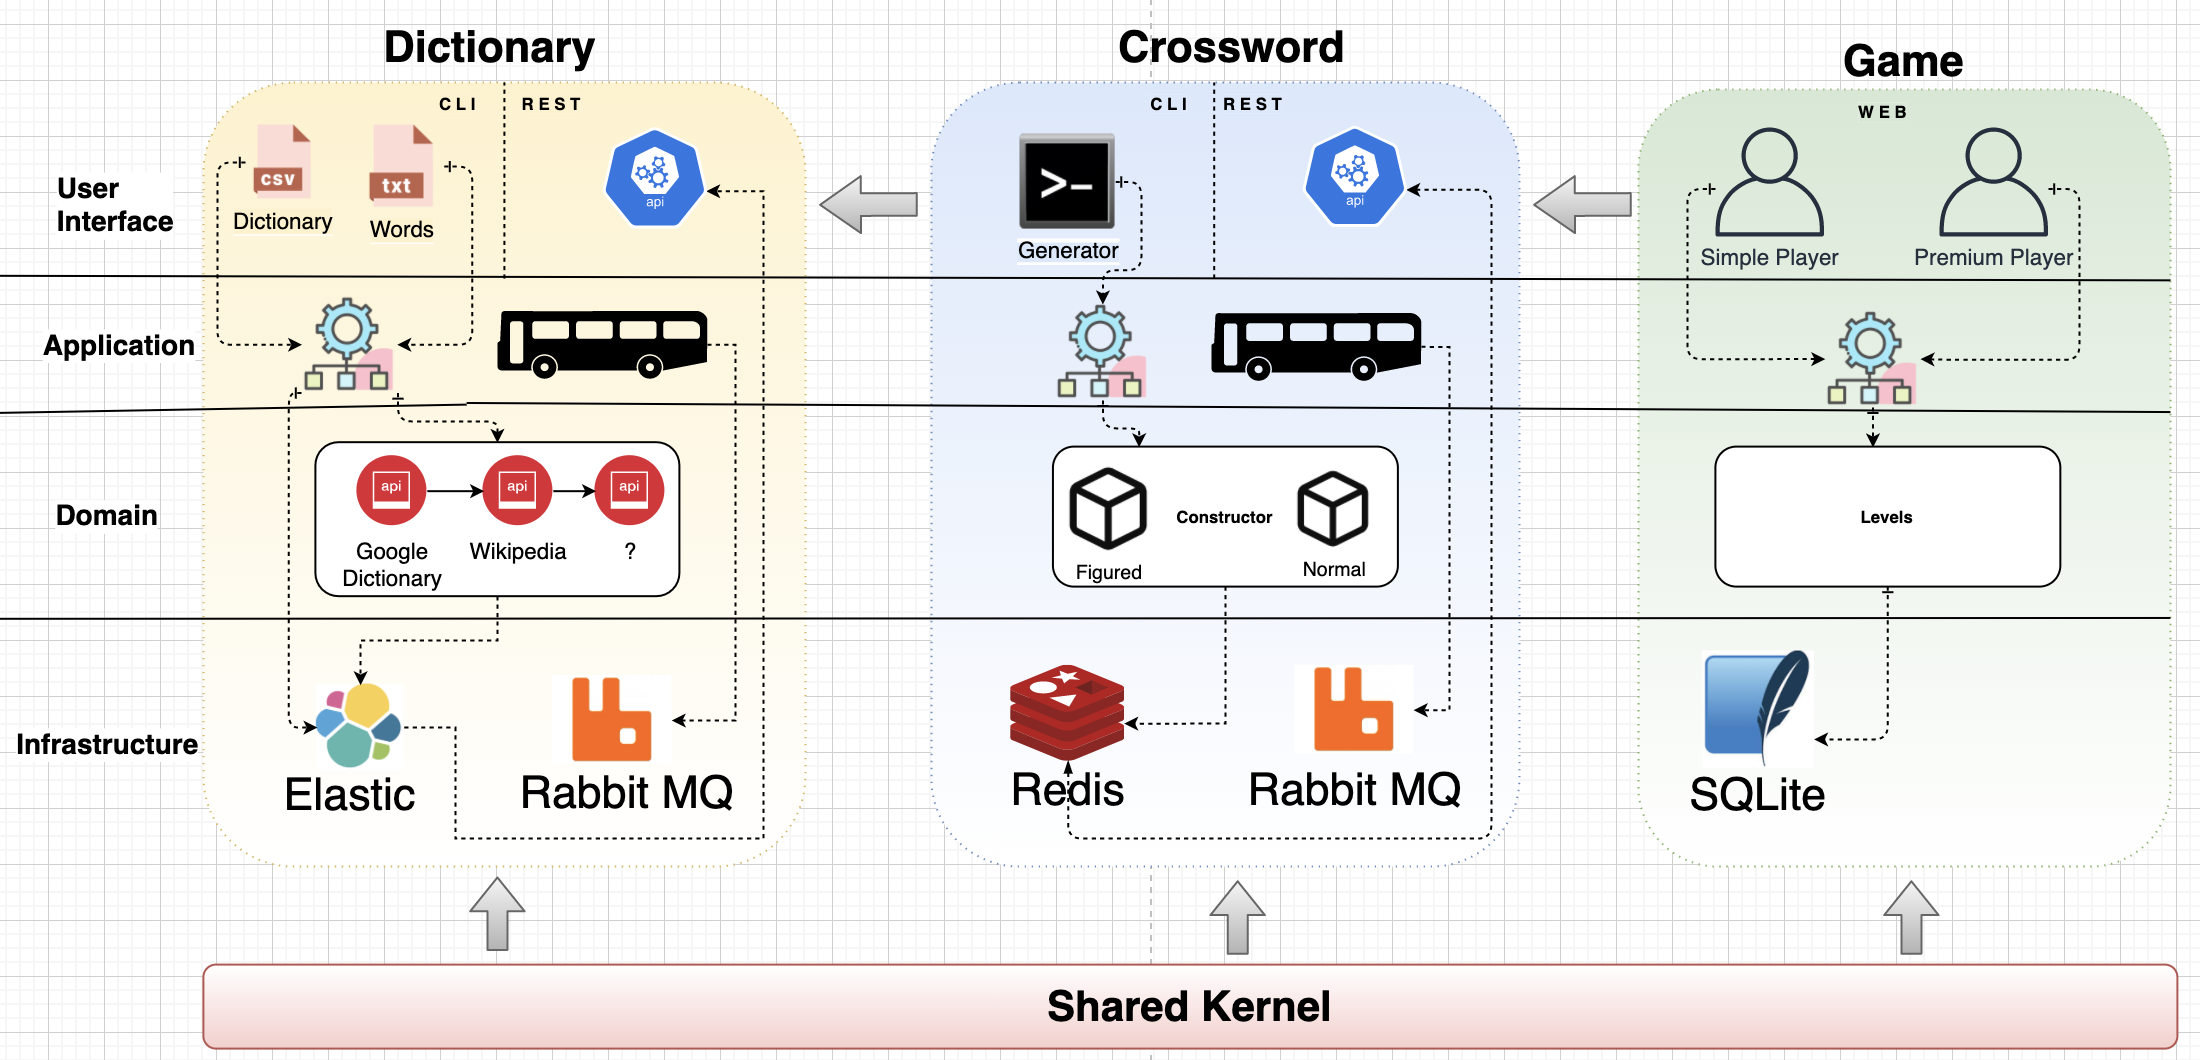 Dictionary
Crossword
Game
CLI
REST
CLI
REST
WEB
User
Interface
csv
Dictionary
txt
Words
api
>_
Generator
api
Simple Player
Premium Player
Application
Domain
api
api
api
Google
Dictionary
Wikipedia
?
Constructor
Figured
Normal
Levels
Infrastructure
Elastic
Rabbit MQ
Redis
Rabbit MQ
SQLite
Shared Kernel